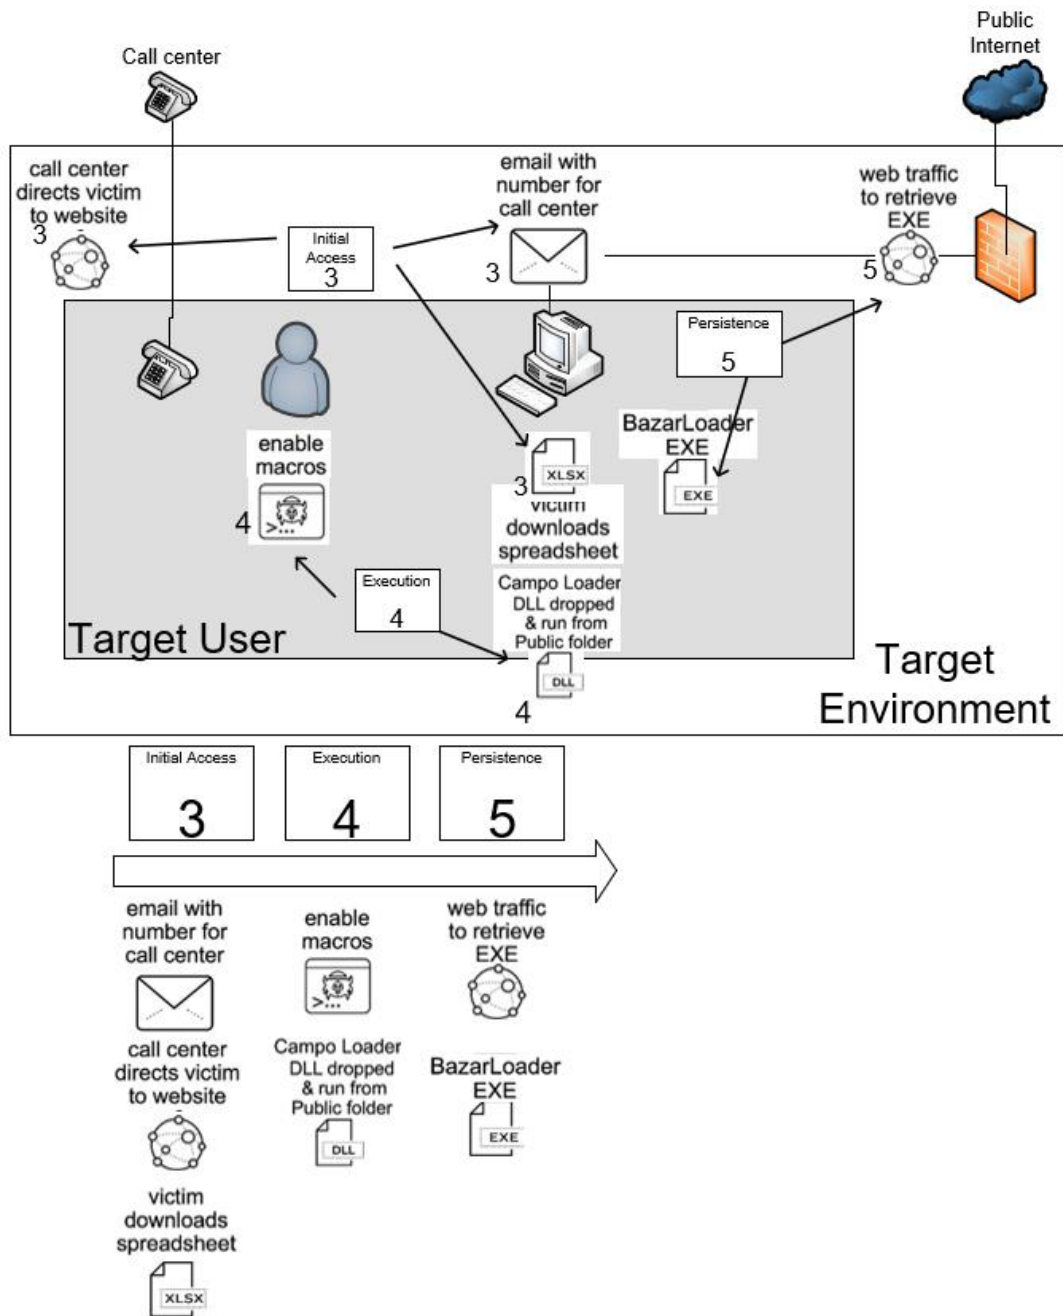 Call center
Public
Internet
call center
directs victim
to website
3
Initial
Access
3
email with
number for
call center
3
web traffic
to retrieve
EXE
5
Persistence
5
enable
macros
>...
4
XLSX
3
victim
downloads
spreadsheet
BazarLoader
EXE
EXE
Execution
4
Campo Loader
DLL dropped
& run from
Public folder
DLL
4
Target User
Target
Environment
Initial Access
3
Execution
4
Persistence
5
email with
number for
call center
call center
directs victim
to website
victim
downloads
spreadsheet
XLSX
enable
macros
>...
Campo Loader
DLL dropped
& run from
Public folder
DLL
web traffic
to retrieve
EXE
BazarLoader
EXE
EXE